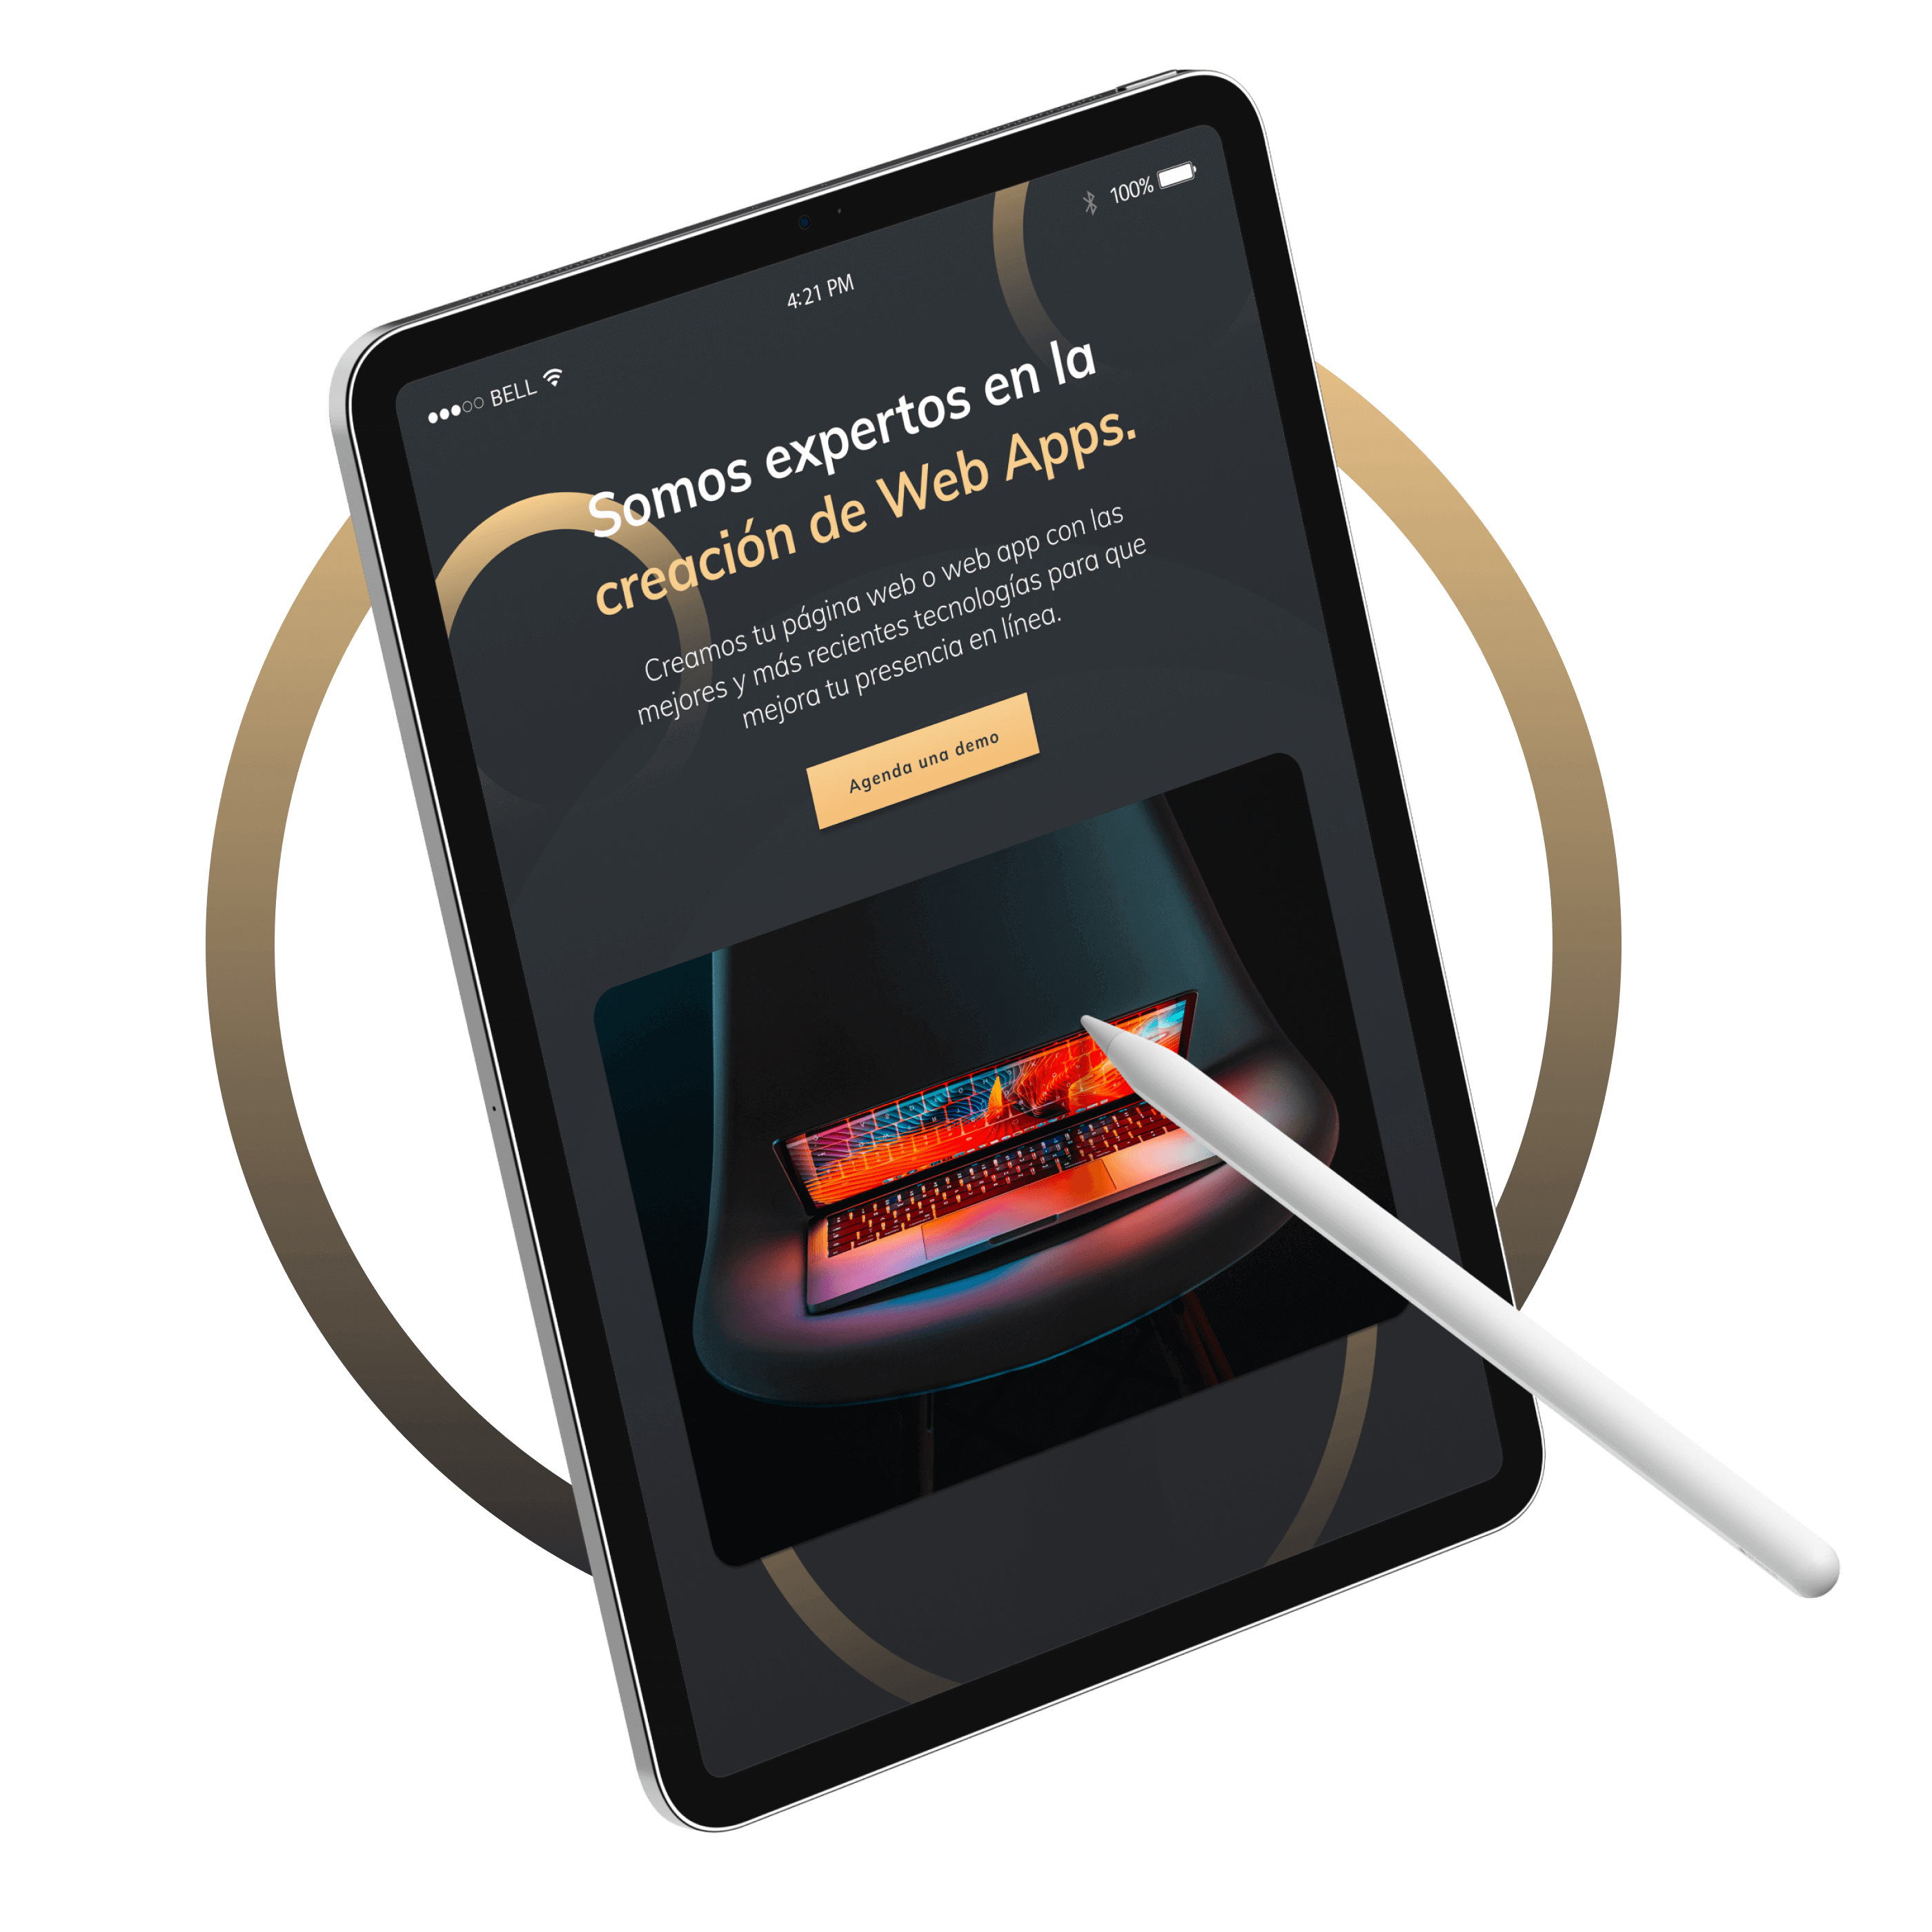 BELL
4:21 PM
100%
Somos expertos en la
creación de Web Apps.
Creamos tu página web o web app con las
mejores y más recientes tecnologías para que
mejora tu presencia en línea.
Agenda una demo